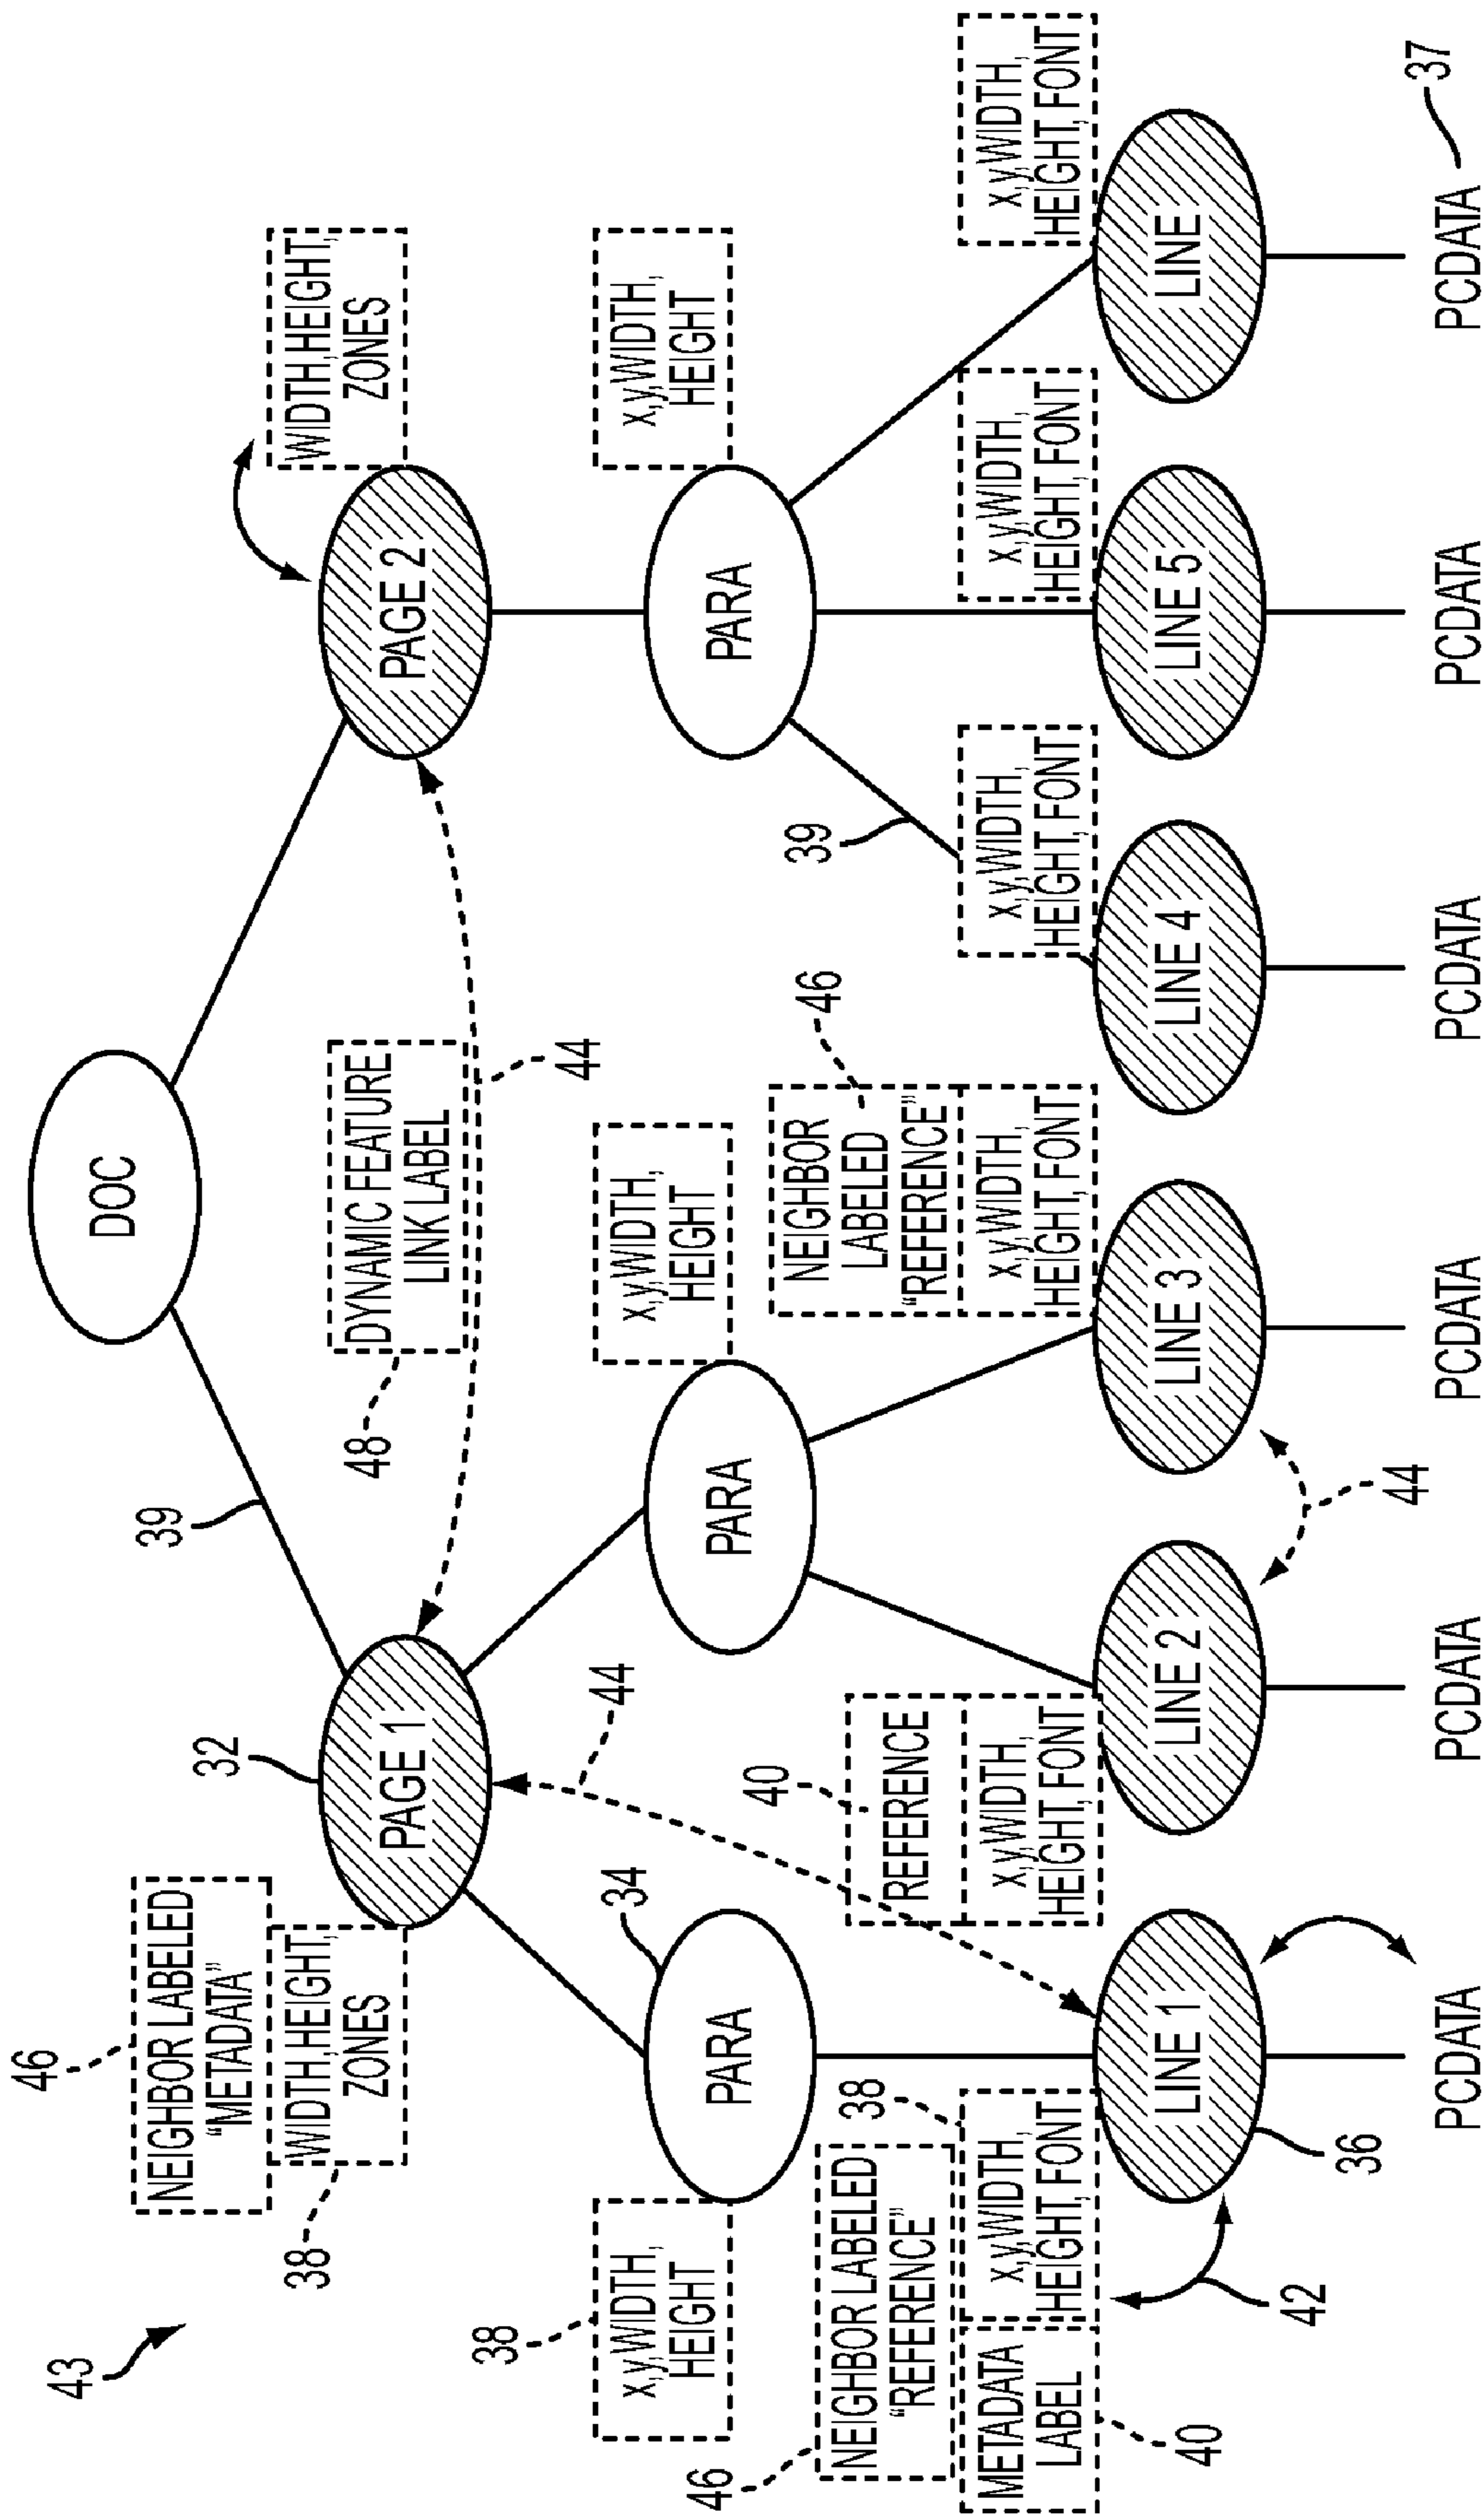 43
46
NEIGHBOR LABELED
“METADATA”
38
WIDTH,HEIGHT,
ZONES
32
PAGE 1
39
DOC
48
DYNAMIC FEATURE
LINK LABEL
44
PAGE 2
WIDTH,HEIGHT,
ZONES
38
x,y,WIDTH,
HEIGHT
34
PARA
44
PARA
x,y,WIDTH,
HEIGHT
PARA
x,y,WIDTH,
HEIGHT
39
46
NEIGHBOR LABELED
“REFERENCE”
38
METADATA
LABEL
x,y,WIDTH,
HEIGHT,FONT
40
42
40
REFERENCE
x,y,WIDTH,
HEIGHT,FONT
46
NEIGHBOR
LABELLED
“REFERENCE”
x,y,WIDTH,
HEIGHT,FONT
x,y,WIDTH,
HEIGHT,FONT
x,y,WIDTH,
HEIGHT,FONT
x,y,WIDTH,
HEIGHT,FONT
LINE 1
LINE 2
LINE 3
LINE 4
LINE 5
LINE
36
44
37
PCDATA
PCDATA
PCDATA
PCDATA
PCDATA
PCDATA